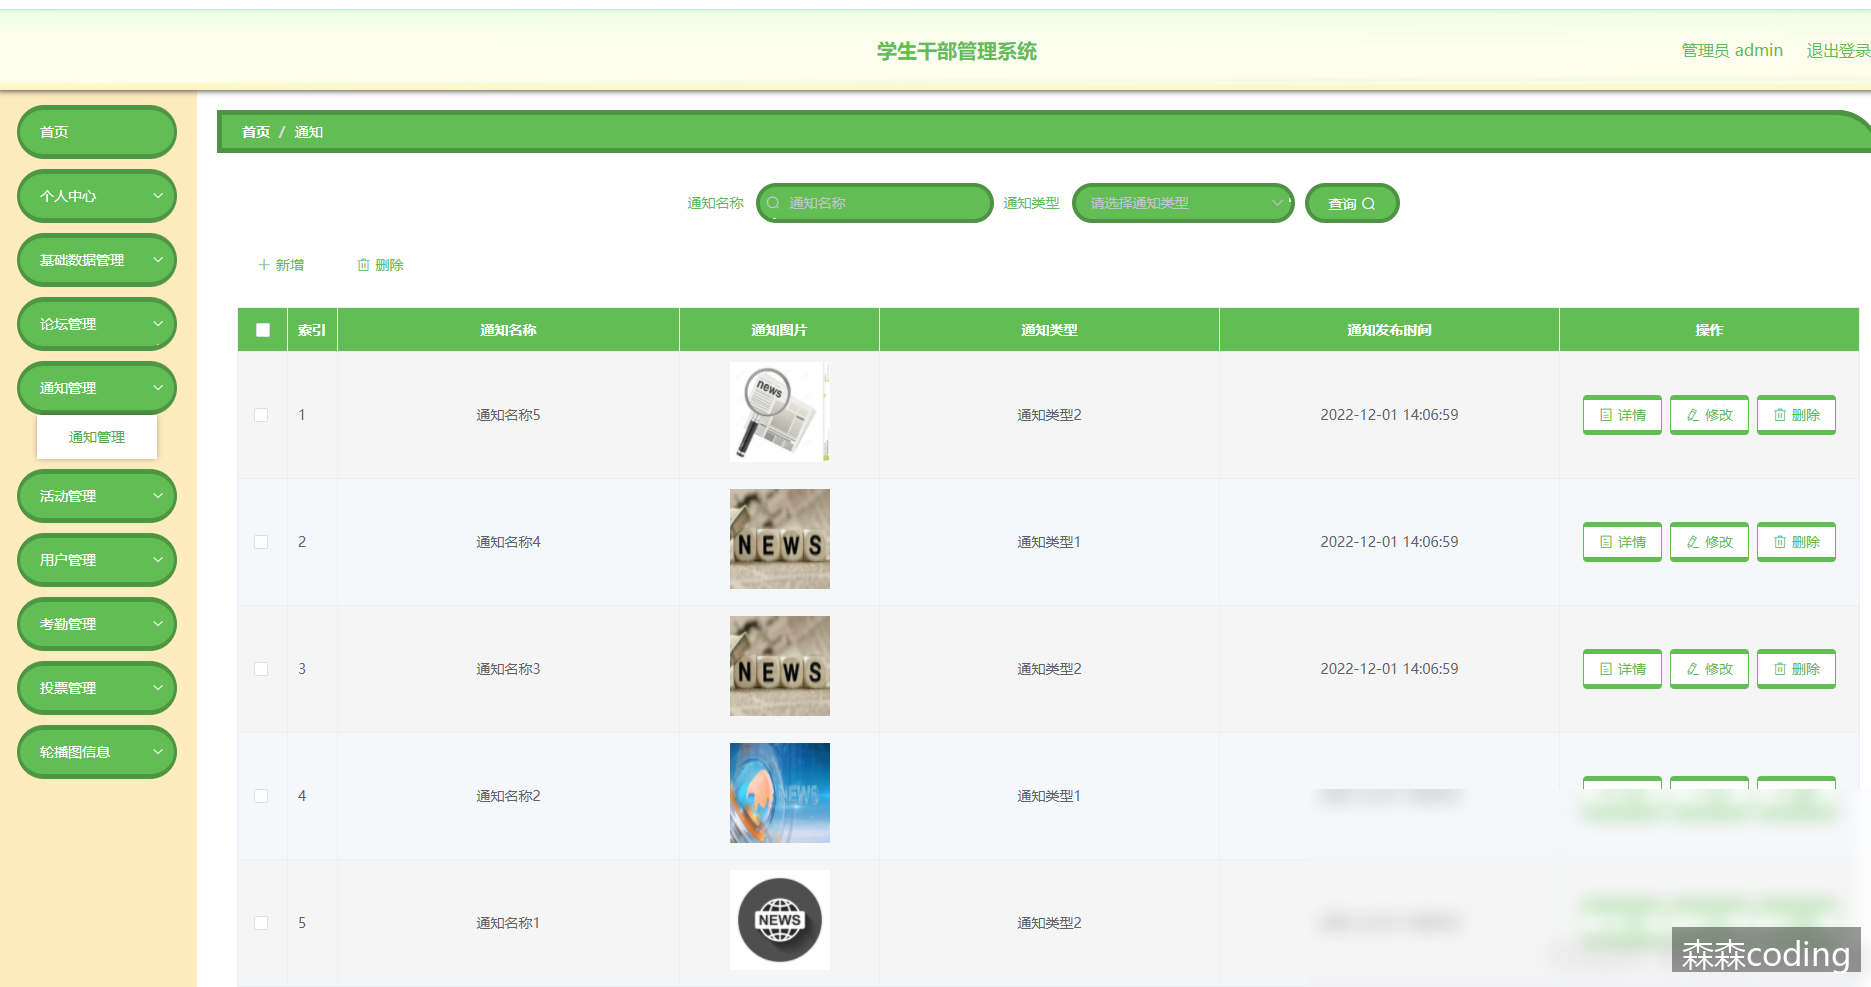 学生干部管理系统
管理员 admin 退出登录
首页
个人中心
基础数据管理
论坛管理
通知管理
通知管理
活动管理
用户管理
考勤管理
投票管理
轮播图信息
首页 / 通知
通知名称 通知名称 通知类型 请选择通知类型 查询
新增 删除
索引 通知名称 通知图片 通知类型 通知发布时间 操作
1 通知名称5 news 通知类型2 2022-12-01 14:06:59 详情 修改 删除
2 通知名称4 NEWS 通知类型1 2022-12-01 14:06:59 详情 修改 删除
3 通知名称3 NEWS 通知类型2 2022-12-01 14:06:59 详情 修改 删除
4 通知名称2 NEWS 通知类型1
5 通知名称1 NEWS 通知类型2
森森coding